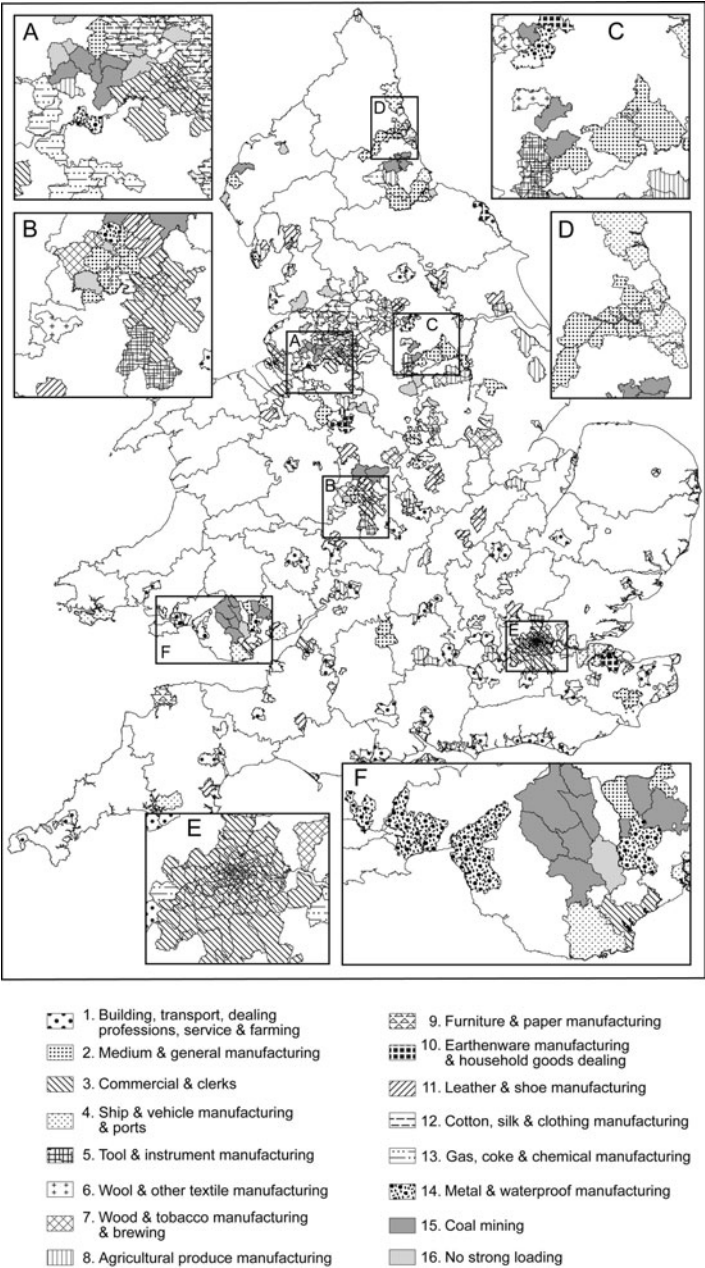 A
C
D
B
D
A
C
B
F
E
F
E
1. Building, transport, dealing
professions, service & farming
2. Medium & general manufacturing
3. Commercial & clerks
4. Ship & vehicle manufacturing
& ports
5. Tool & instrument manufacturing
6. Wool & other textile manufacturing
7. Wood & tobacco manufacturing
& brewing
8. Agricultural produce manufacturing
9. Furniture & paper manufacturing
10. Earthenware manufacturing
& household goods dealing
11. Leather & shoe manufacturing
12. Cotton, silk & clothing manufacturing
13. Gas, coke & chemical manufacturing
14. Metal & waterproof manufacturing
15. Coal mining
16. No strong loading